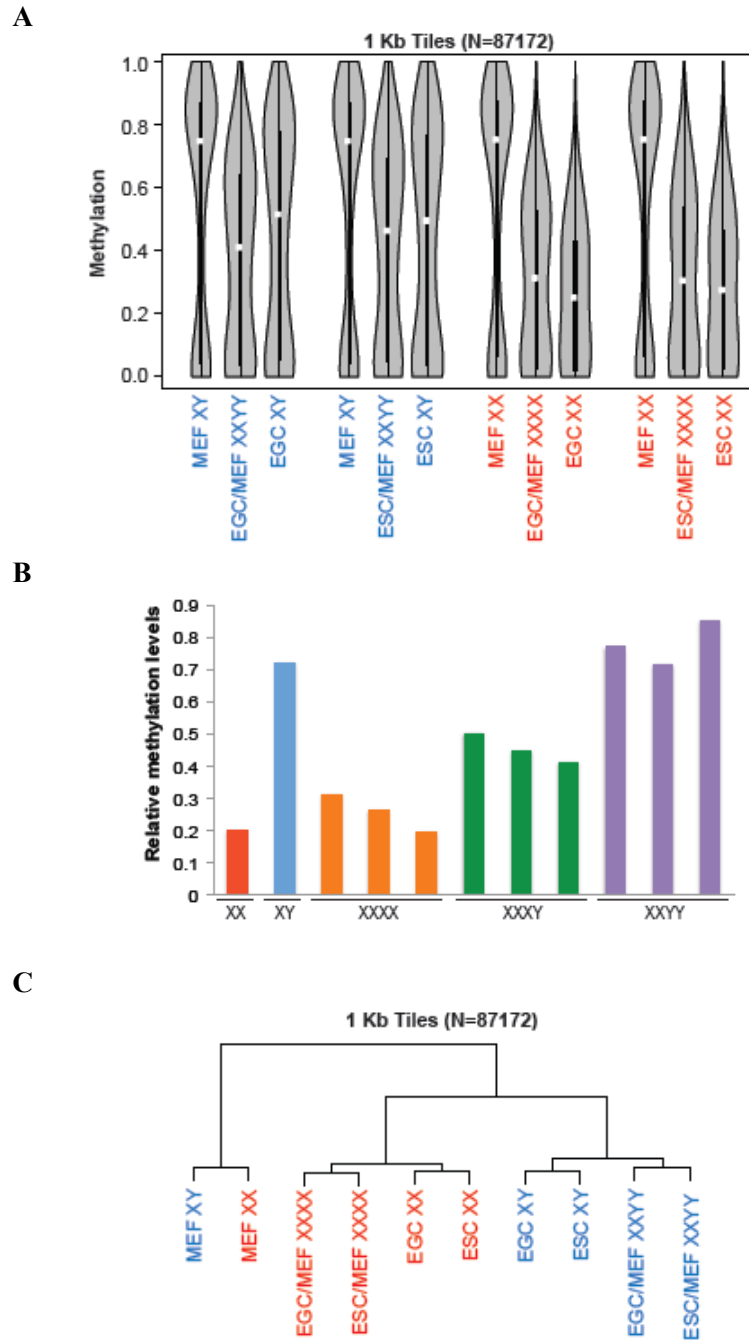 A
1 Kb Tiles (N=87172)
Methylation
1.0
0.8
0.6
0.4
0.2
0.0
MEF XY
EGC/MEF XXYY
EGC XY
MEF XY
ESC/MEF XXYY
ESC XY
MEF XX
EGC/MEF XXXX
EGC XX
MEF XX
ESC/MEF XXXX
ESC XX
B
Relative methylation levels
0.9
0.8
0.7
0.6
0.5
0.4
0.3
0.2
0.1
0
XX XY XXXX XXXY XXYY
C
1 Kb Tiles (N=87172)
MEF XY
MEF XX
EGC/MEF XXXX
ESC/MEF XXXX
EGC XX
ESC XX
EGC XY
ESC XY
EGC/MEF XXYY
ESC/MEF XXYY